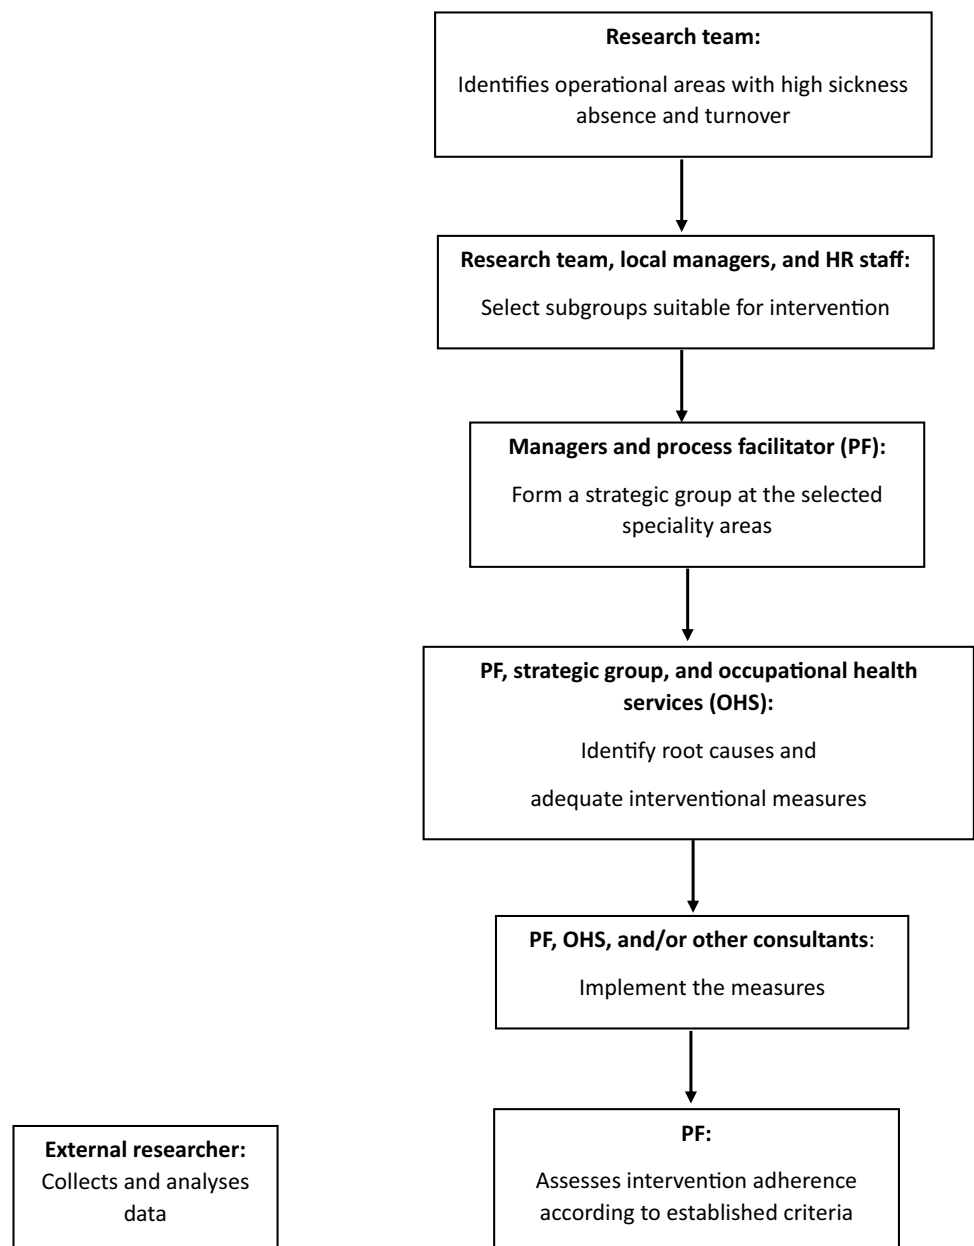 Research team:
Identifies operational areas with high sickness
absence and turnover
Research team, local managers, and HR staff:
Select subgroups suitable for intervention
Managers and process facilitator (PF):
Form a strategic group at the selected
speciality areas
PF, strategic group, and occupational health
services (OHS):
Identify root causes and
adequate interventional measures
PF, OHS, and/or other consultants:
Implement the measures
External researcher:
Collects and analyses
data
PF:
Assesses intervention adherence
according to established criteria